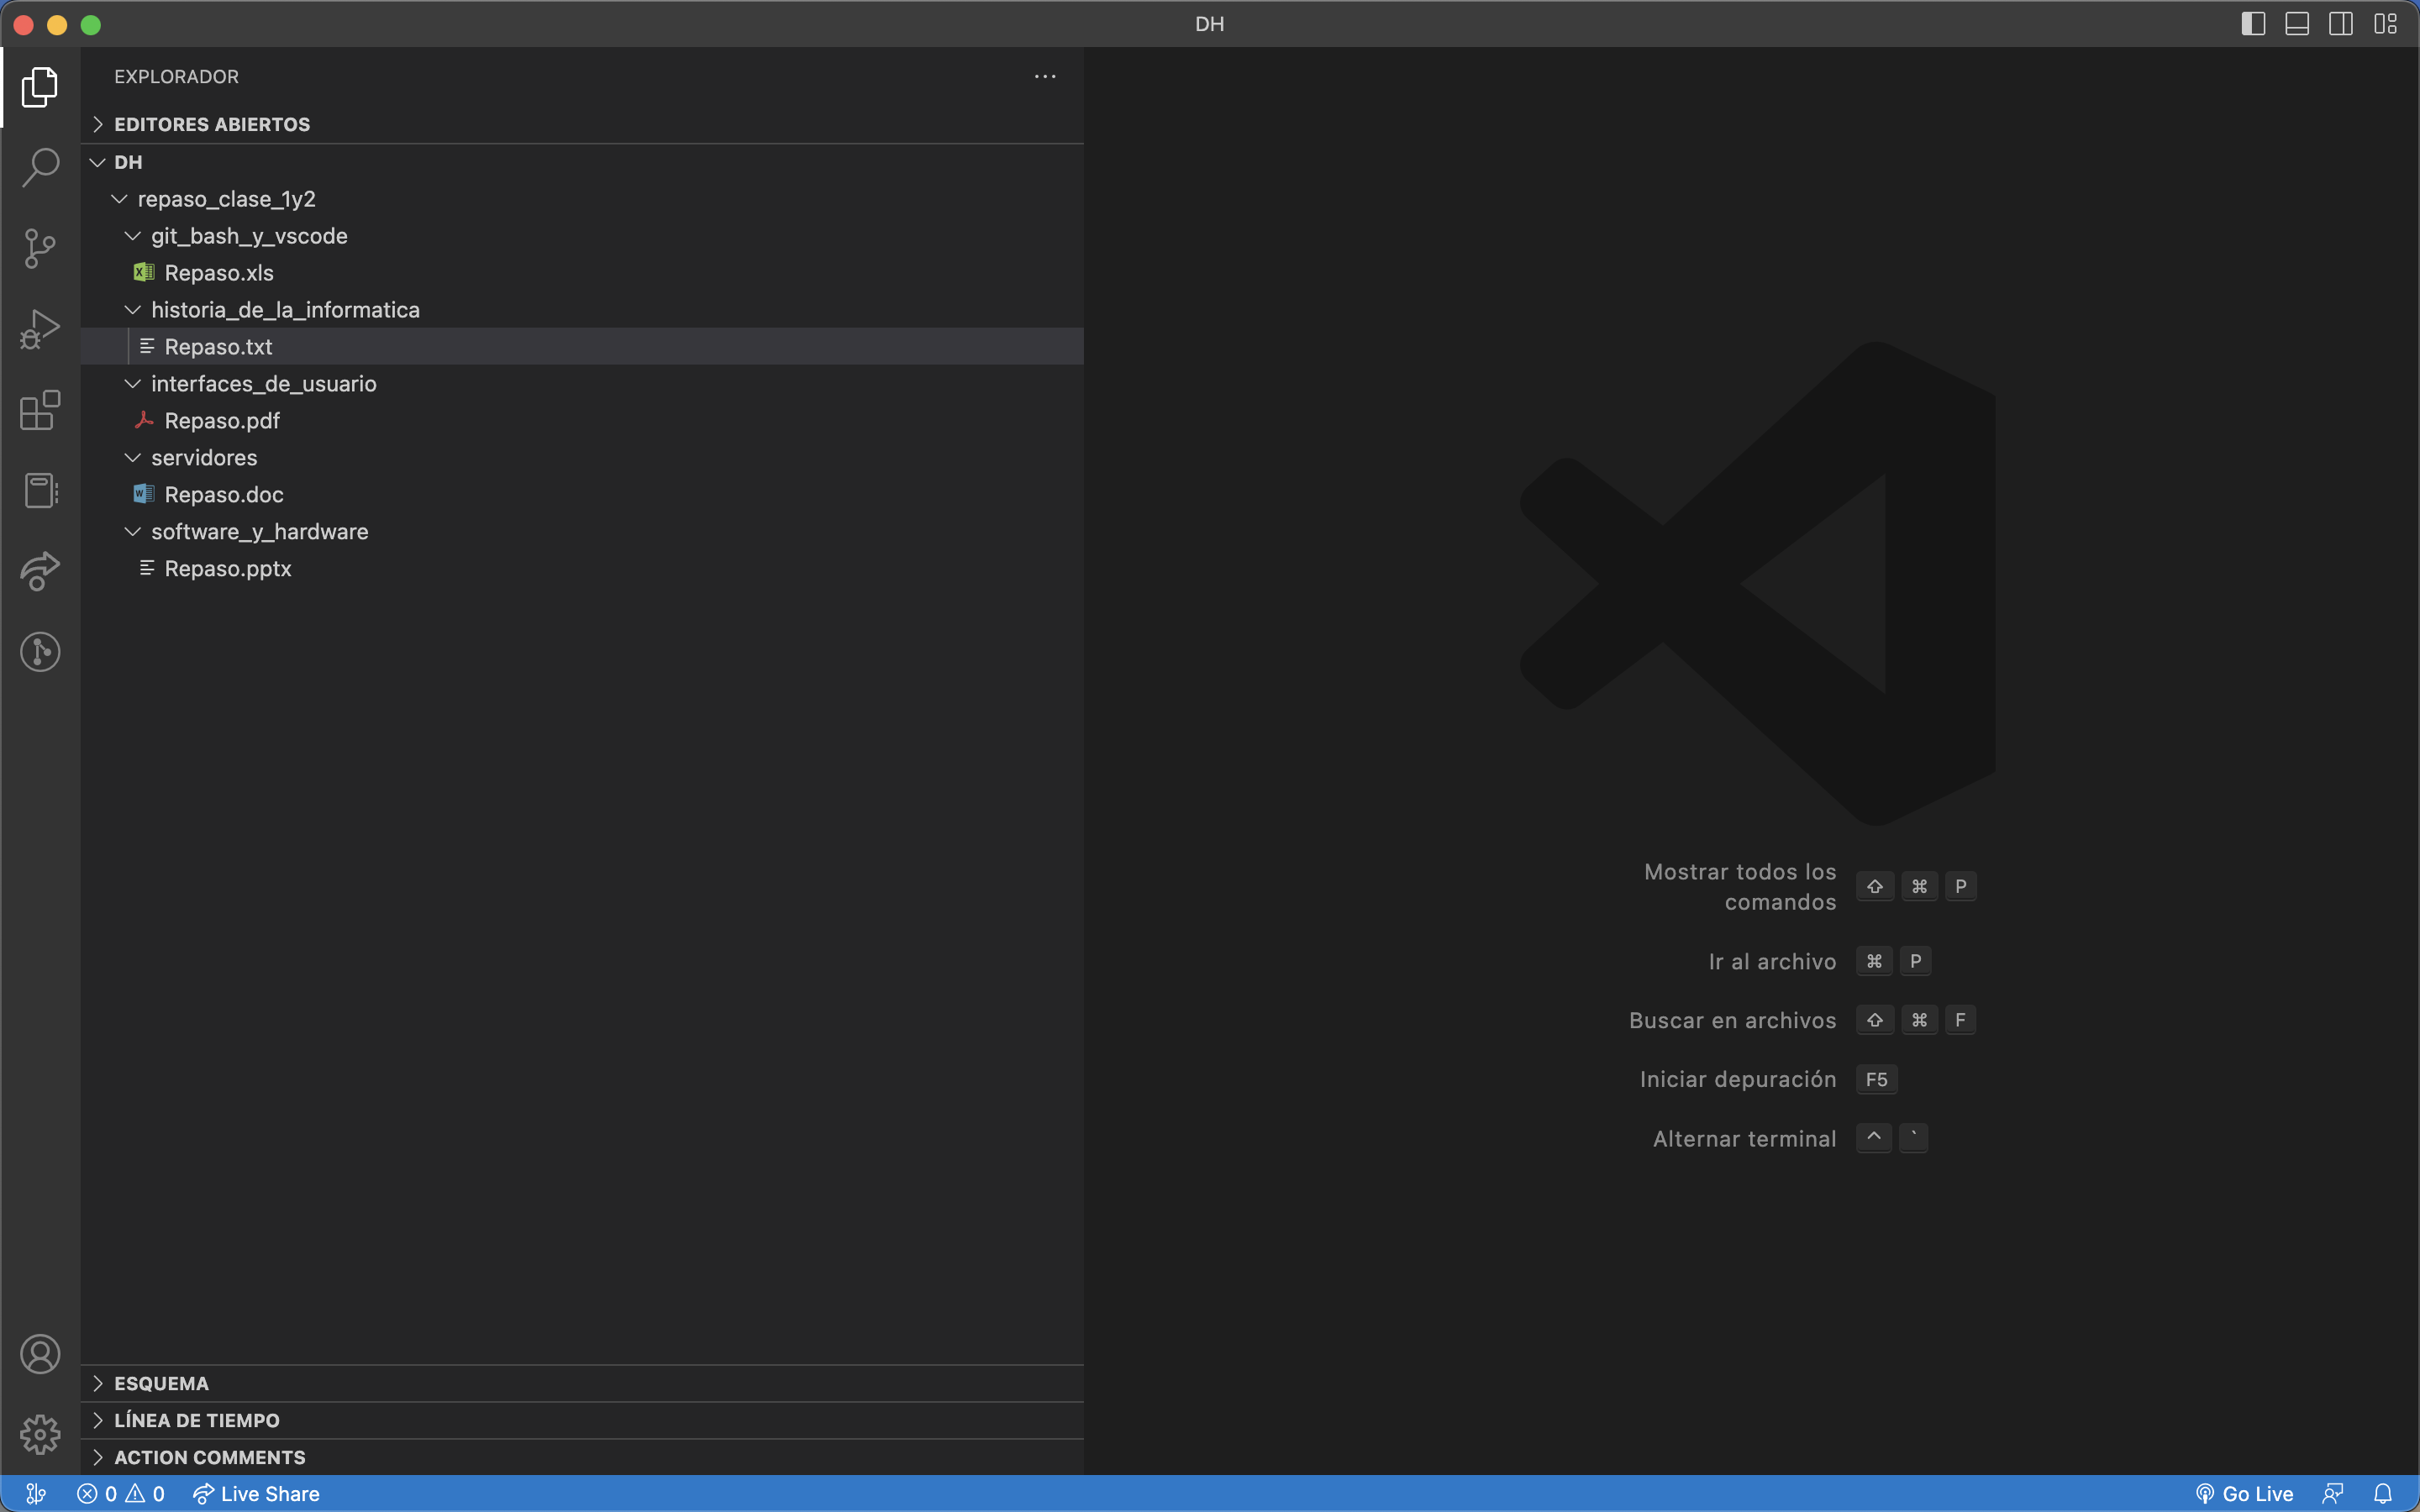 DH
EXPLORADOR
EDITORES ABIERTOS
DH
repaso_clase_1y2
git_bash_y_vscode
Repaso.xls
historia_de_la_informatica
Repaso.txt
interfaces_de_usuario
Repaso.pdf
servidores
Repaso.doc
software_y_hardware
Repaso.pptx
Mostrar todos los
comandos ⇧ ⌘ P
Ir al archivo ⌘ P
Buscar en archivos ⇧ ⌘ F
Iniciar depuración F5
Alternar terminal ^ `
ESQUEMA
LÍNEA DE TIEMPO
ACTION COMMENTS
0 0 Live Share Go Live